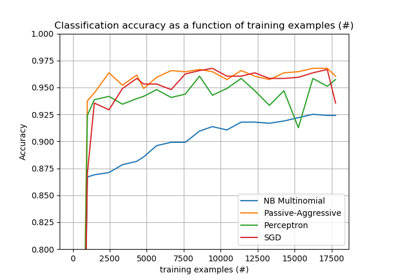 Classification accuracy as a function of training examples (#)
1.000
0.975
0.950
0.925
0.900
0.875
0.850
0.825
0.800
Accuracy
NB Multinomial
Passive-Aggressive
Perceptron
SGD
0 2500 5000 7500 10000 12500 15000 17500
training examples (#)